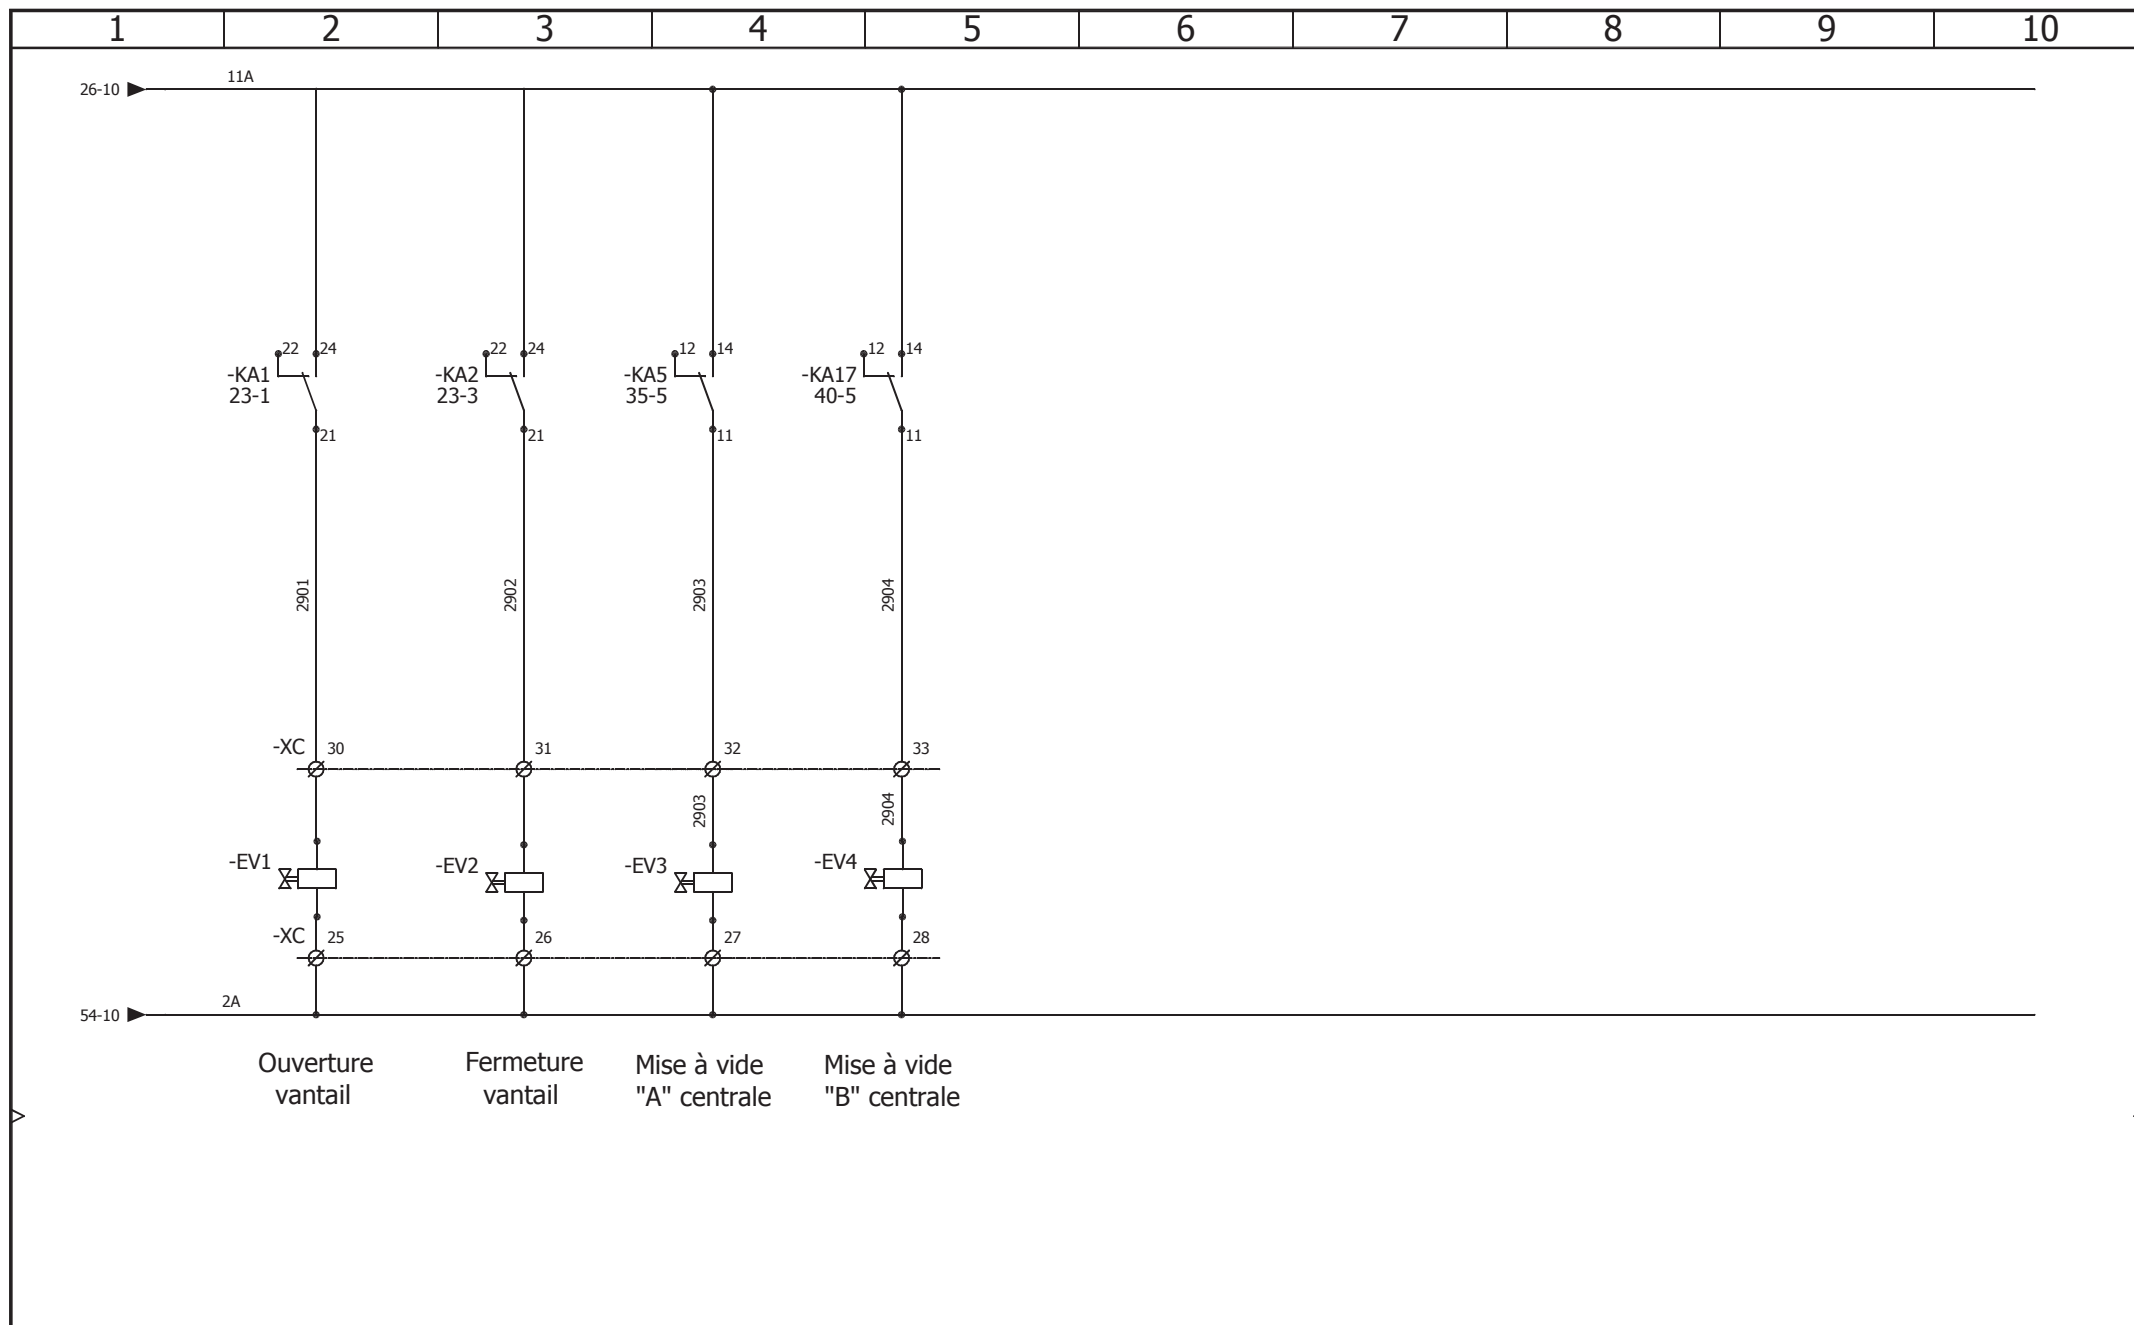 1 2 3 4 5 6 7 8 9 10
11A
26-10
22 24 22 24 12 14 12 14
-KA1 -KA2 -KA5 -KA17
23-1 23-3 35-5 40-5
21 21 11 11
2901 2902 2903 2904
-XC 30 31 32 33
2903 2904
-EV1 -EV2 -EV3 -EV4
-XC 25 26 27 28
2A
54-10
Ouverture
vantail
Fermeture
vantail
Mise à vide
"A" centrale
Mise à vide
"B" centrale